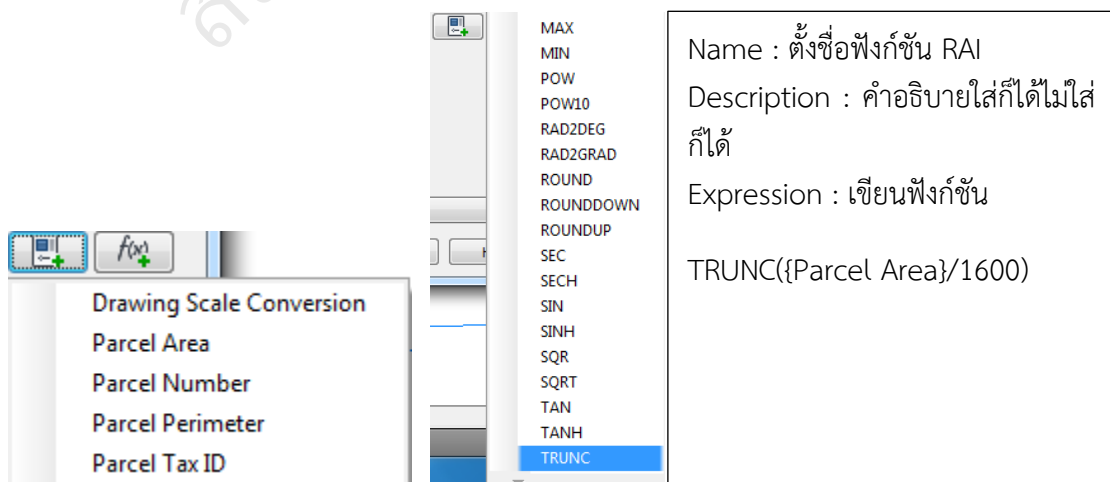 Drawing Scale Conversion
Parcel Area
Parcel Number
Parcel Perimeter
Parcel Tax ID
MAX
MIN
POW
POW10
RAD2DEG
RAD2GRAD
ROUND
ROUNDDOWN
ROUNDUP
SEC
SECH
SIN
SINH
SQR
SQRT
TAN
TANH
TRUNC
Name : ตั้งชื่อฟังก์ชัน RAI
Description : คำอธิบายใส่ก็ได้ไม่ใส่
ก็ได้
Expression : เขียนฟังก์ชัน
TRUNC({Parcel Area}/1600)